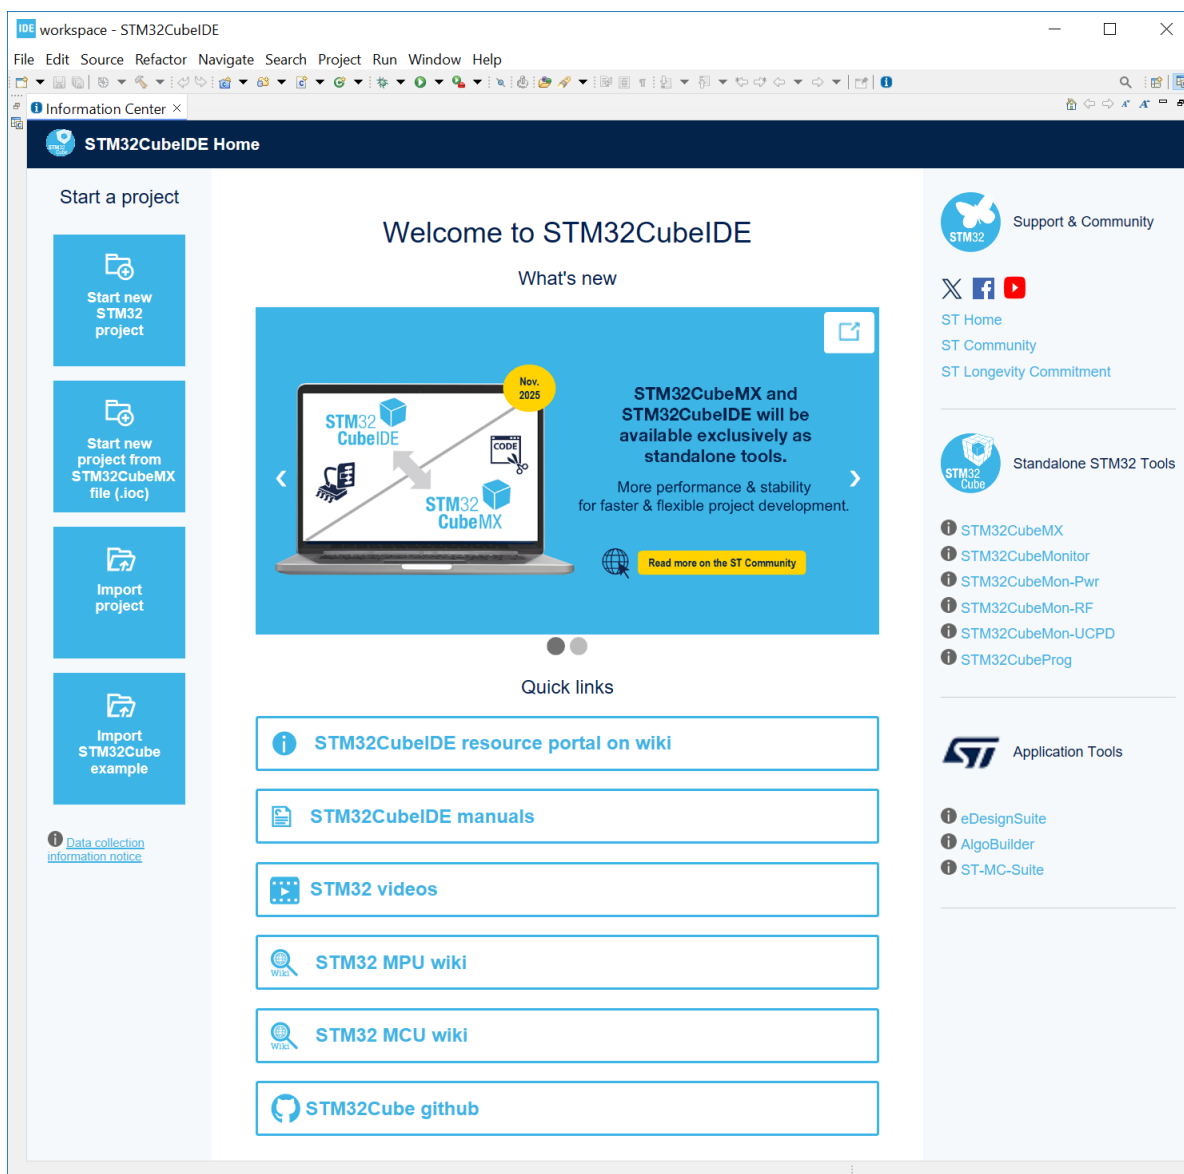 IDE workspace - STM32CubeIDE
File Edit Source Refactor Navigate Search Project Run Window Help
Information Center
STM32CubeIDE Home
Start a project
Start new
STM32
project
Start new
project from
STM32CubeMX
file (.ioc)
Import
project
Import
STM32Cube
example
Data collection
information notice
Welcome to STM32CubeIDE
What's new
Nov.
2025
STM32
CubeIDE
CODE
STM32
CubeMX
STM32CubeMX and
STM32CubeIDE will be
available exclusively as
standalone tools.
More performance & stability
for faster & flexible project development.
Read more on the ST Community
Quick links
STM32CubeIDE resource portal on wiki
STM32CubeIDE manuals
STM32 videos
Wiki
STM32 MPU wiki
Wiki
STM32 MCU wiki
STM32Cube github
STM32
Support & Community
ST Home
ST Community
ST Longevity Commitment
STM32
Cube
Standalone STM32 Tools
STM32CubeMX
STM32CubeMonitor
STM32CubeMon-Pwr
STM32CubeMon-RF
STM32CubeMon-UCPD
STM32CubeProg
ST
Application Tools
eDesignSuite
AlgoBuilder
ST-MC-Suite